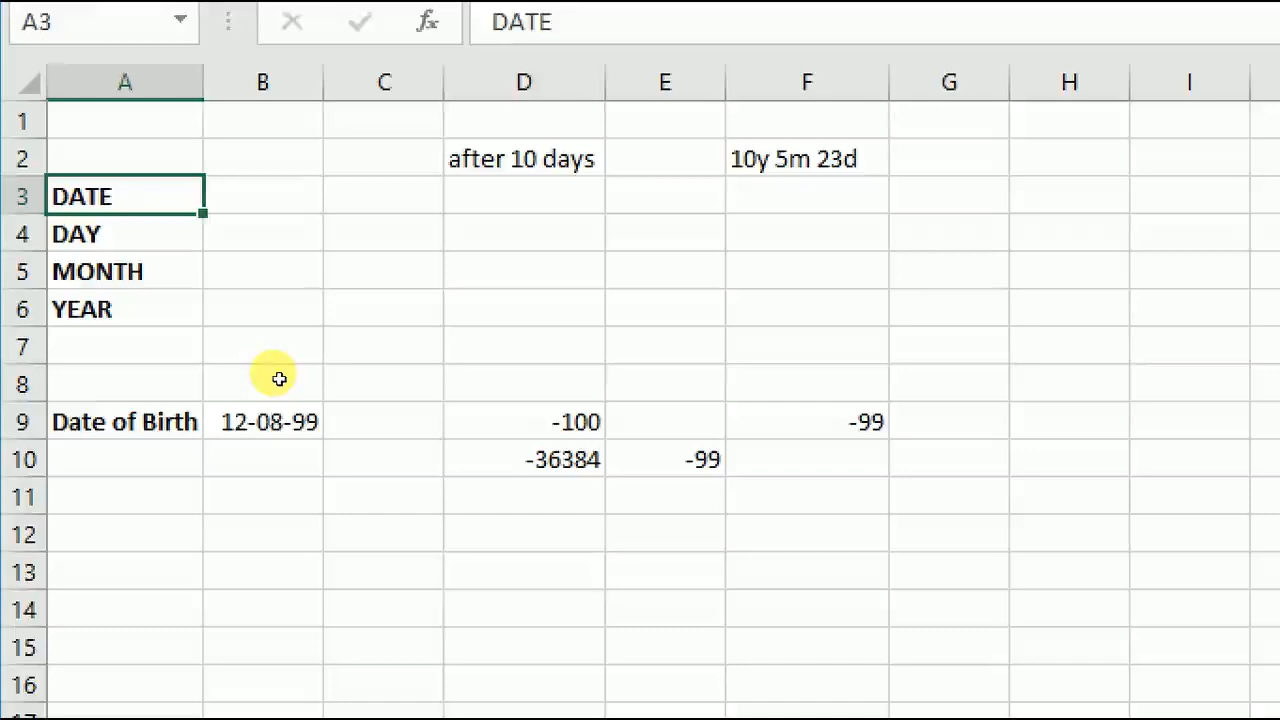 A3 fx DATE
A B C D E F G H I
1
2 after 10 days 10y 5m 23d
3 DATE
4 DAY
5 MONTH
6 YEAR
7
8
9 Date of Birth 12-08-99 -100 -99
10 -36384 -99
11
12
13
14
15
16
17